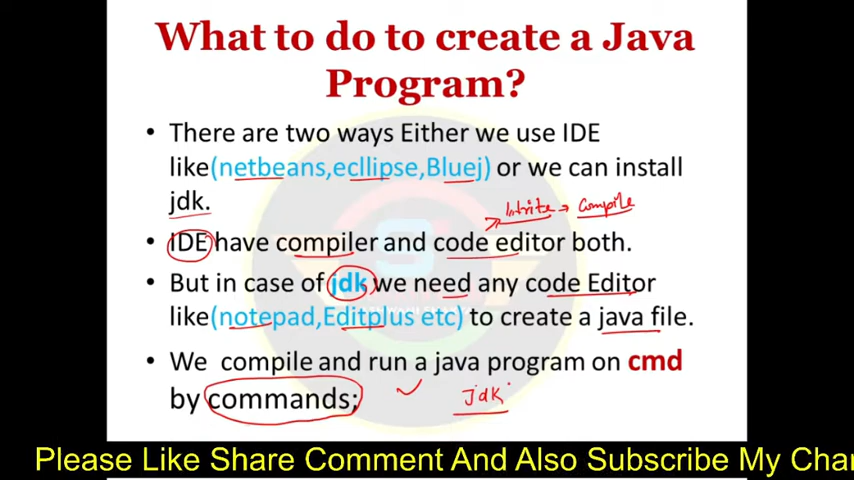 What to do to create a Java
Program?
• There are two ways Either we use IDE
like(netbeans,ecllipse,Bluej) or we can install
jdk.
Write → Compile
• IDE have compiler and code editor both.
• But in case of jdk we need any code Editor
like(notepad,Editplus etc) to create a java file.
• We compile and run a java program on cmd
by commands;
jdk
Please Like Share Comment And Also Subscribe My Char